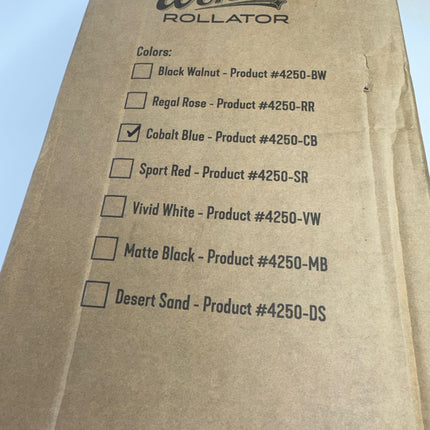 ROLLATOR
Colors:
Black Walnut - Product #4250-BW
Regal Rose - Product #4250-RR
Cobalt Blue - Product #4250-CB
Sport Red - Product #4250-SR
Vivid White - Product #4250-VW
Matte Black - Product #4250-MB
Desert Sand - Product #4250-DS